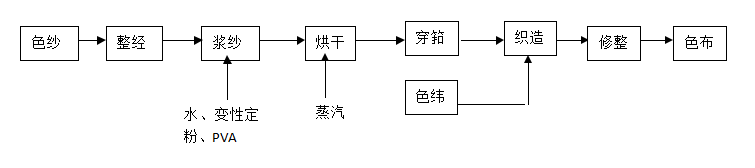 色纱 整经 浆纱 烘干 穿筘 织造 修整 色布
色纬
水、变性定 蒸汽
粉、PVA